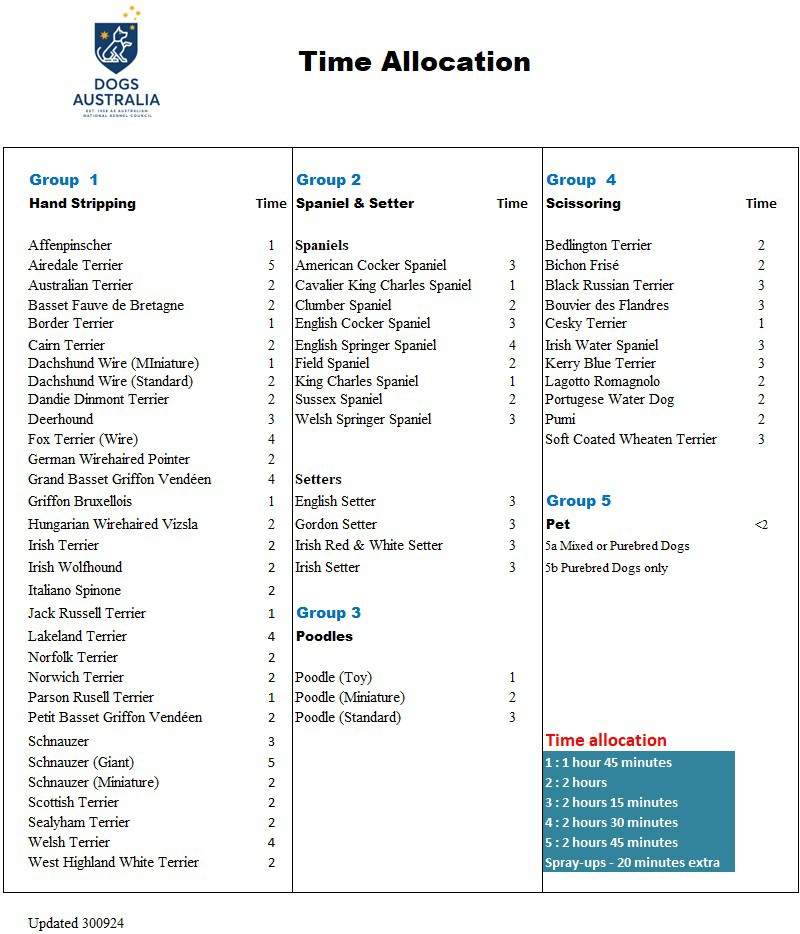 DOGS
AUSTRALIA
EST. 1958 AS AUSTRALIAN
NATIONAL KENNEL COUNCIL
Time Allocation
Group 1
Hand Stripping Time
Affenpinscher 1
Airedale Terrier 5
Australian Terrier 2
Basset Fauve de Bretagne 2
Border Terrier 1
Cairn Terrier 2
Dachshund Wire (MIniature) 1
Dachshund Wire (Standard) 2
Dandie Dinmont Terrier 2
Deerhound 3
Fox Terrier (Wire) 4
German Wirehaired Pointer 2
Grand Basset Griffon Vendéen 4
Griffon Bruxellois 1
Hungarian Wirehaired Vizsla 2
Irish Terrier 2
Irish Wolfhound 2
Italiano Spinone 2
Jack Russell Terrier 1
Lakeland Terrier 4
Norfolk Terrier 2
Norwich Terrier 2
Parson Rusell Terrier 1
Petit Basset Griffon Vendéen 2
Schnauzer 3
Schnauzer (Giant) 5
Schnauzer (Miniature) 2
Scottish Terrier 2
Sealyham Terrier 2
Welsh Terrier 4
West Highland White Terrier 2
Group 2
Spaniel & Setter Time
Spaniels
American Cocker Spaniel 3
Cavalier King Charles Spaniel 1
Clumber Spaniel 2
English Cocker Spaniel 3
English Springer Spaniel 4
Field Spaniel 2
King Charles Spaniel 1
Sussex Spaniel 2
Welsh Springer Spaniel 3
Setters
English Setter 3
Gordon Setter 3
Irish Red & White Setter 3
Irish Setter 3
Group 3
Poodles
Poodle (Toy) 1
Poodle (Miniature) 2
Poodle (Standard) 3
Group 4
Scissoring Time
Bedlington Terrier 2
Bichon Frisé 2
Black Russian Terrier 3
Bouvier des Flandres 3
Cesky Terrier 1
Irish Water Spaniel 3
Kerry Blue Terrier 3
Lagotto Romagnolo 2
Portugese Water Dog 2
Pumi 2
Soft Coated Wheaten Terrier 3
Group 5
Pet <2
5a Mixed or Purebred Dogs
5b Purebred Dogs only
Time allocation
1 : 1 hour 45 minutes
2 : 2 hours
3 : 2 hours 15 minutes
4 : 2 hours 30 minutes
5 : 2 hours 45 minutes
Spray-ups - 20 minutes extra
Updated 300924